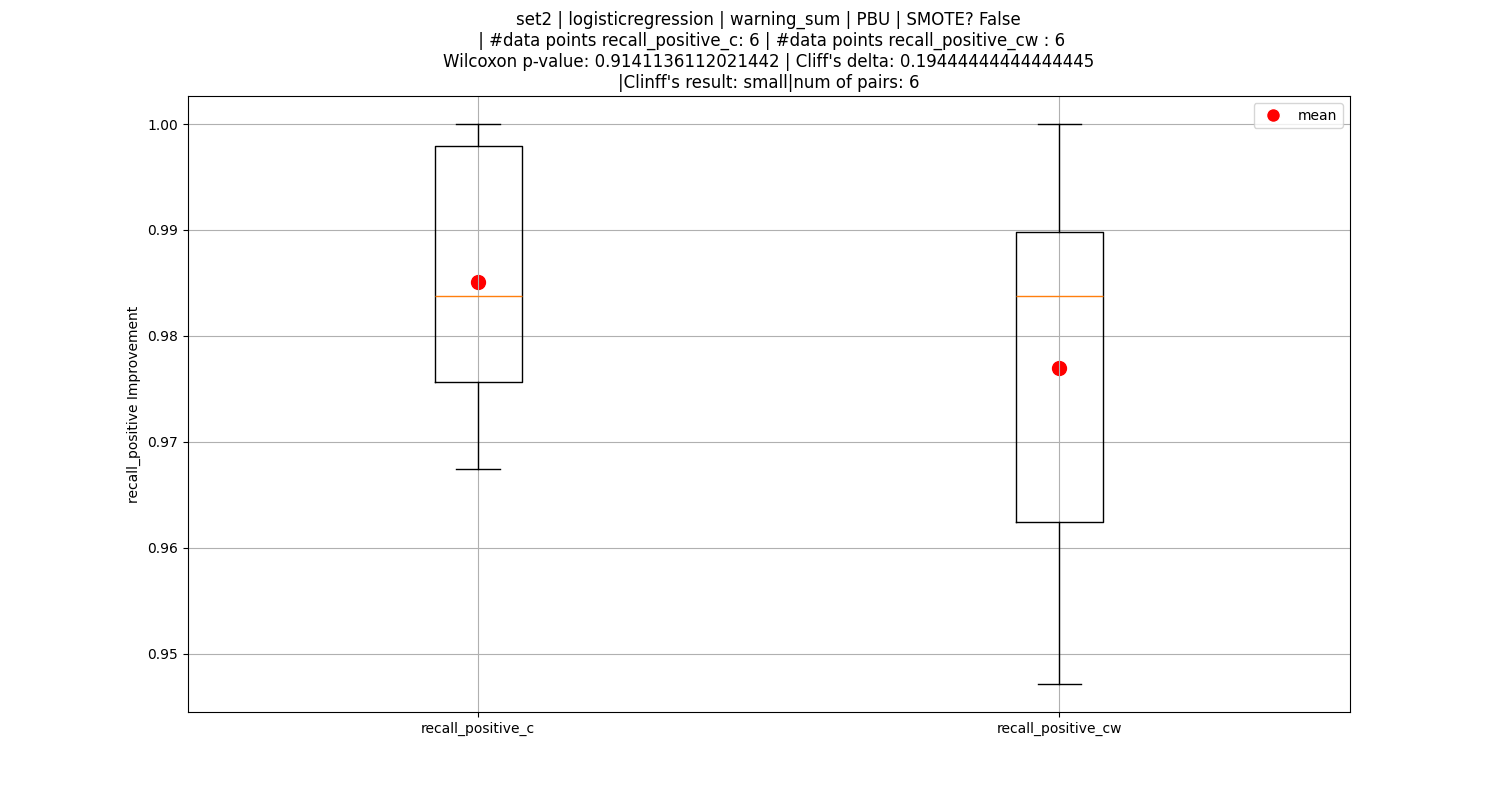 set2 | logisticregression | warning_sum | PBU | SMOTE? False
| #data points recall_positive_c: 6 | #data points recall_positive_cw : 6
Wilcoxon p-value: 0.9141136112021442 | Cliff's delta: 0.19444444444444445
|Clinff's result: small|num of pairs: 6
mean
1.00
0.99
0.98
0.97
0.96
0.95
recall_positive Improvement
recall_positive_c
recall_positive_cw